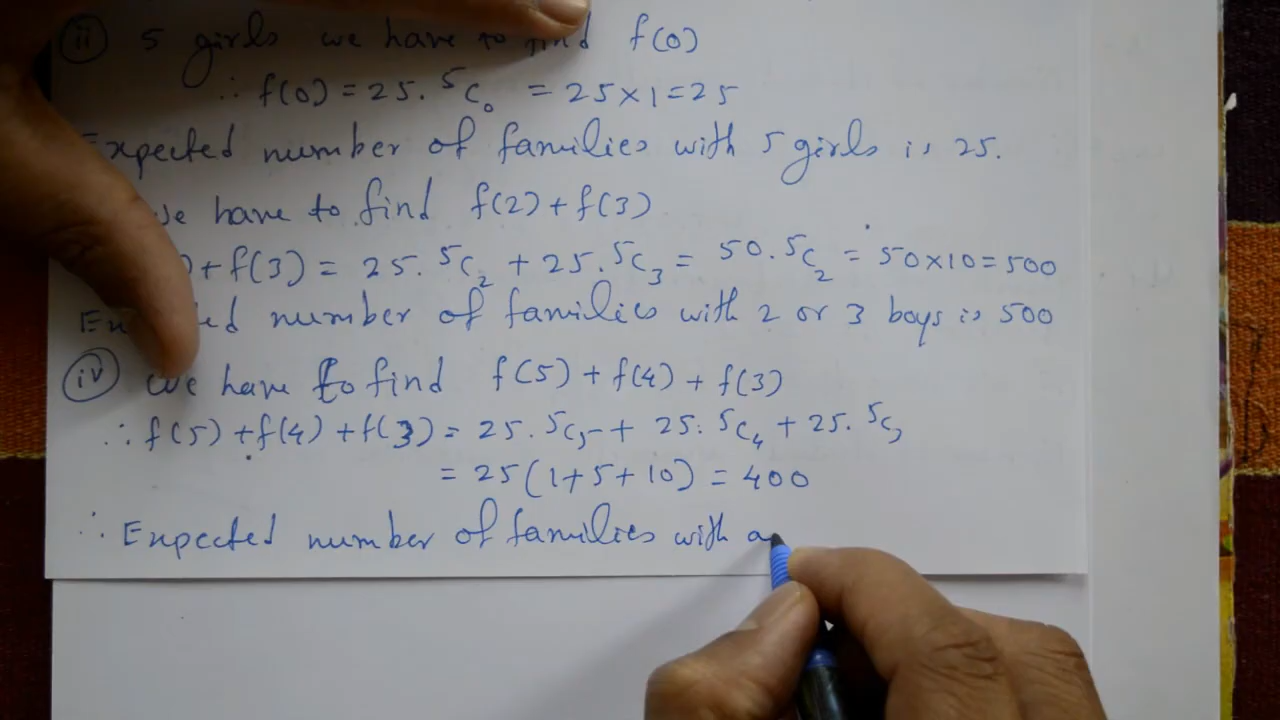 (ii) 5 girls we have to find f(0)
∴ f(0) = 25. ⁵C₀ = 25 × 1 = 25
Expected number of families with 5 girls is 25.
we have to find f(2) + f(3)
) + f(3) = 25. ⁵C₂ + 25. ⁵C₃ = 50. ⁵C₂ = 50×10 = 500
number of families with 2 or 3 boys is 500
(iv) we have to find f(5) + f(4) + f(3)
∴ f(5) + f(4) + f(3) = 25. ⁵C₅ + 25. ⁵C₄ + 25. ⁵C₃
= 25 (1+5+10) = 400
∴ Expected number of families with a